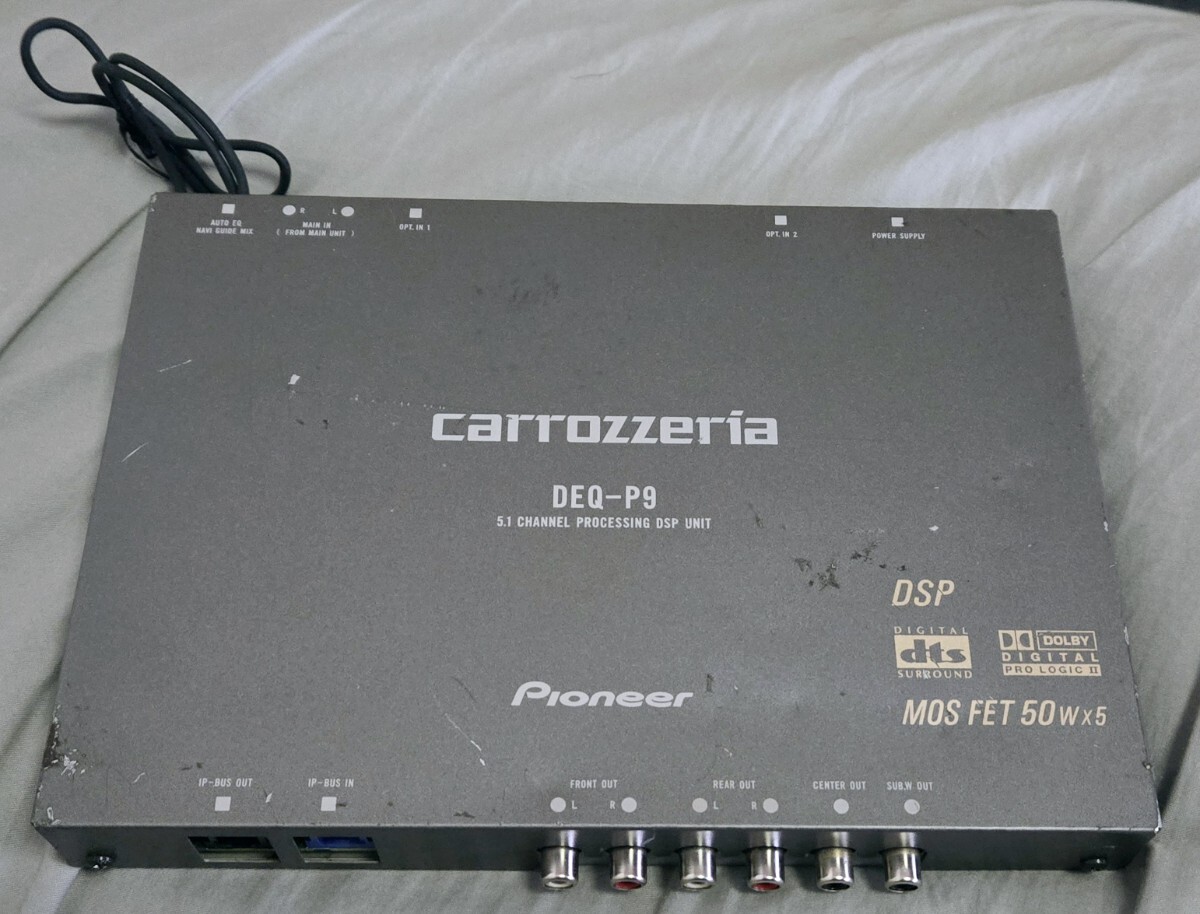 AUTO EQ
NAVI GUIDE MIX
R L
MAIN IN
( FROM MAIN UNIT )
OPT. IN 1
OPT. IN 2
POWER SUPPLY
carrozzeria
DEQ-P9
5.1 CHANNEL PROCESSING DSP UNIT
DSP
DIGITAL
dts
SURROUND
DOLBY
DIGITAL
PRO LOGIC II
Pioneer
MOS FET 50W×5
IP-BUS OUT
IP-BUS IN
FRONT OUT
L R
REAR OUT
L R
CENTER OUT
SUB.W OUT